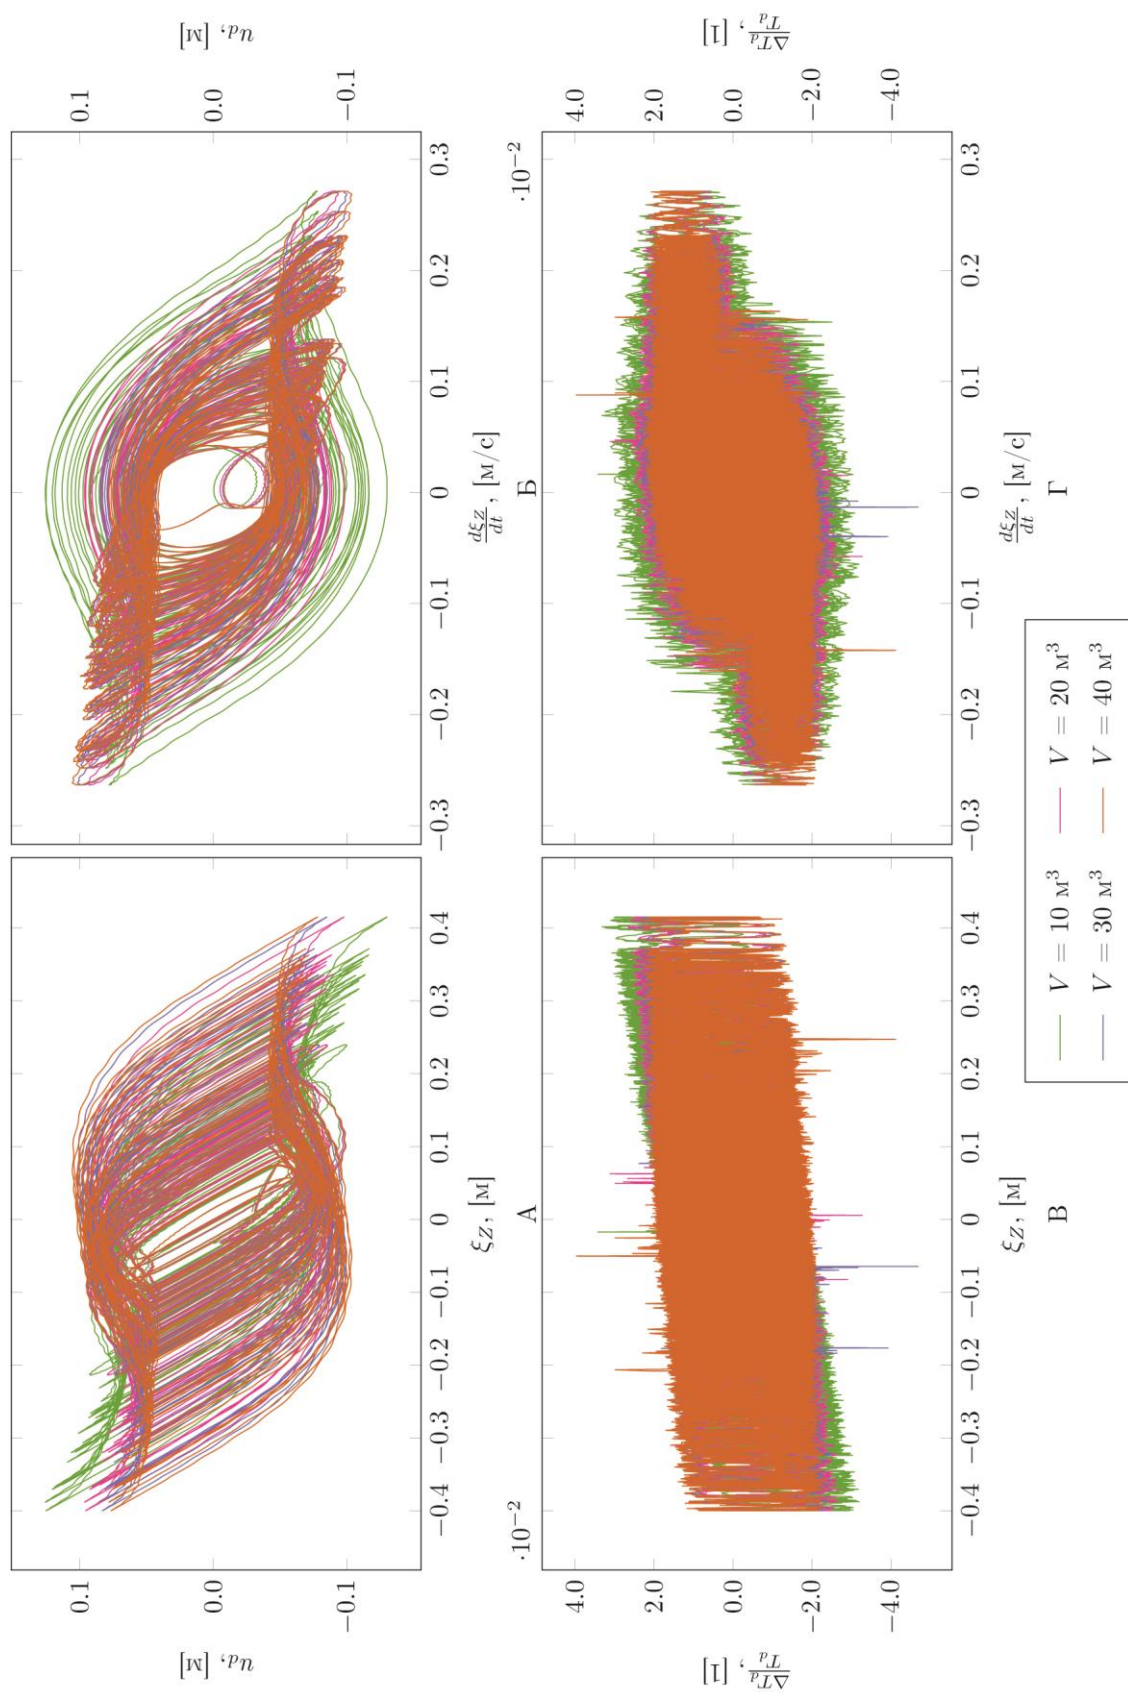 u_d, [м]
0.1
0.0
−0.1
−0.4 −0.3 −0.2 −0.1 0 0.1 0.2 0.3 0.4
ξ_Z, [м]
А
u_d, [м]
0.1
0.0
−0.1
−0.3 −0.2 −0.1 0 0.1 0.2 0.3
dξ_Z/dt, [м/с]
Б
·10⁻²
ΔT_d/T_d, [1]
4.0
2.0
0.0
−2.0
−4.0
−0.4 −0.3 −0.2 −0.1 0 0.1 0.2 0.3 0.4
ξ_Z, [м]
В
·10⁻²
ΔT_d/T_d, [1]
4.0
2.0
0.0
−2.0
−4.0
−0.3 −0.2 −0.1 0 0.1 0.2 0.3
dξ_Z/dt, [м/с]
Г
V = 10 м³ V = 20 м³
V = 30 м³ V = 40 м³